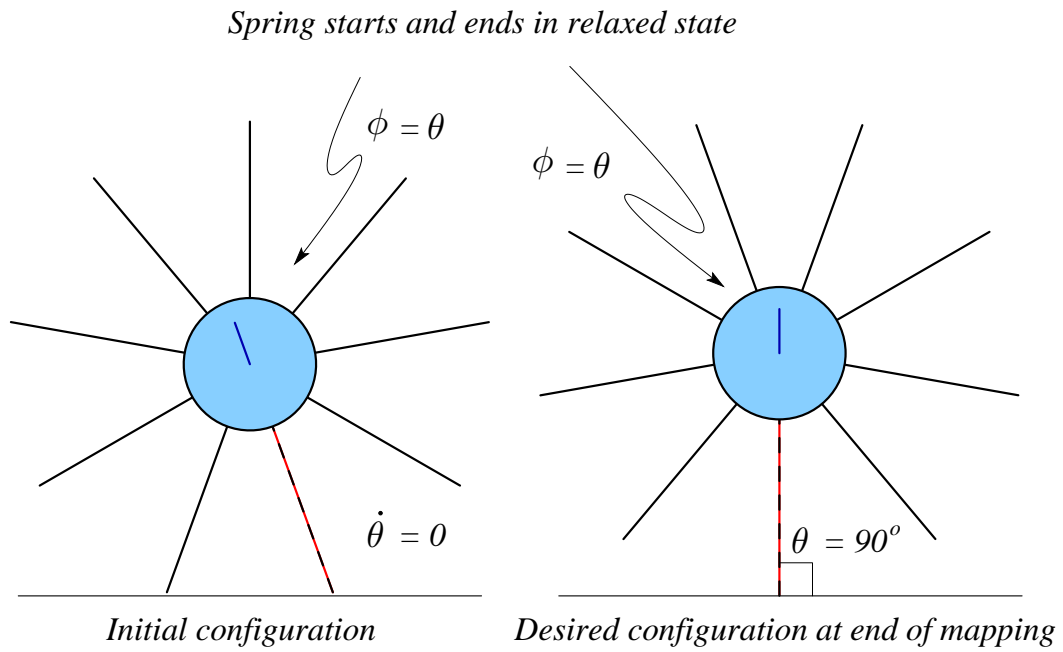 Spring starts and ends in relaxed state
ϕ = θ
ϕ = θ
θ̇ = 0
θ = 90°
Initial configuration
Desired configuration at end of mapping